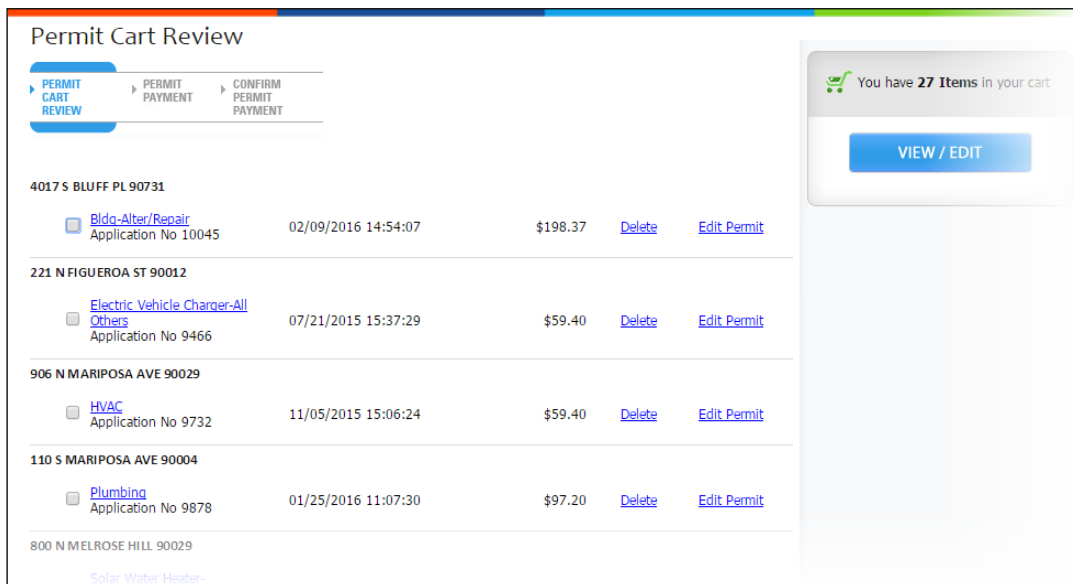 Permit Cart Review
PERMIT
CART
REVIEW
PERMIT
PAYMENT
CONFIRM
PERMIT
PAYMENT
You have 27 Items in your cart
VIEW / EDIT
4017 S BLUFF PL 90731
Bldg-Alter/Repair
Application No 10045
02/09/2016 14:54:07 $198.37 Delete Edit Permit
221 N FIGUEROA ST 90012
Electric Vehicle Charger-All
Others
Application No 9466
07/21/2015 15:37:29 $59.40 Delete Edit Permit
906 N MARIPOSA AVE 90029
HVAC
Application No 9732
11/05/2015 15:06:24 $59.40 Delete Edit Permit
110 S MARIPOSA AVE 90004
Plumbing
Application No 9878
01/25/2016 11:07:30 $97.20 Delete Edit Permit
800 N MELROSE HILL 90029
Solar Water Heater-